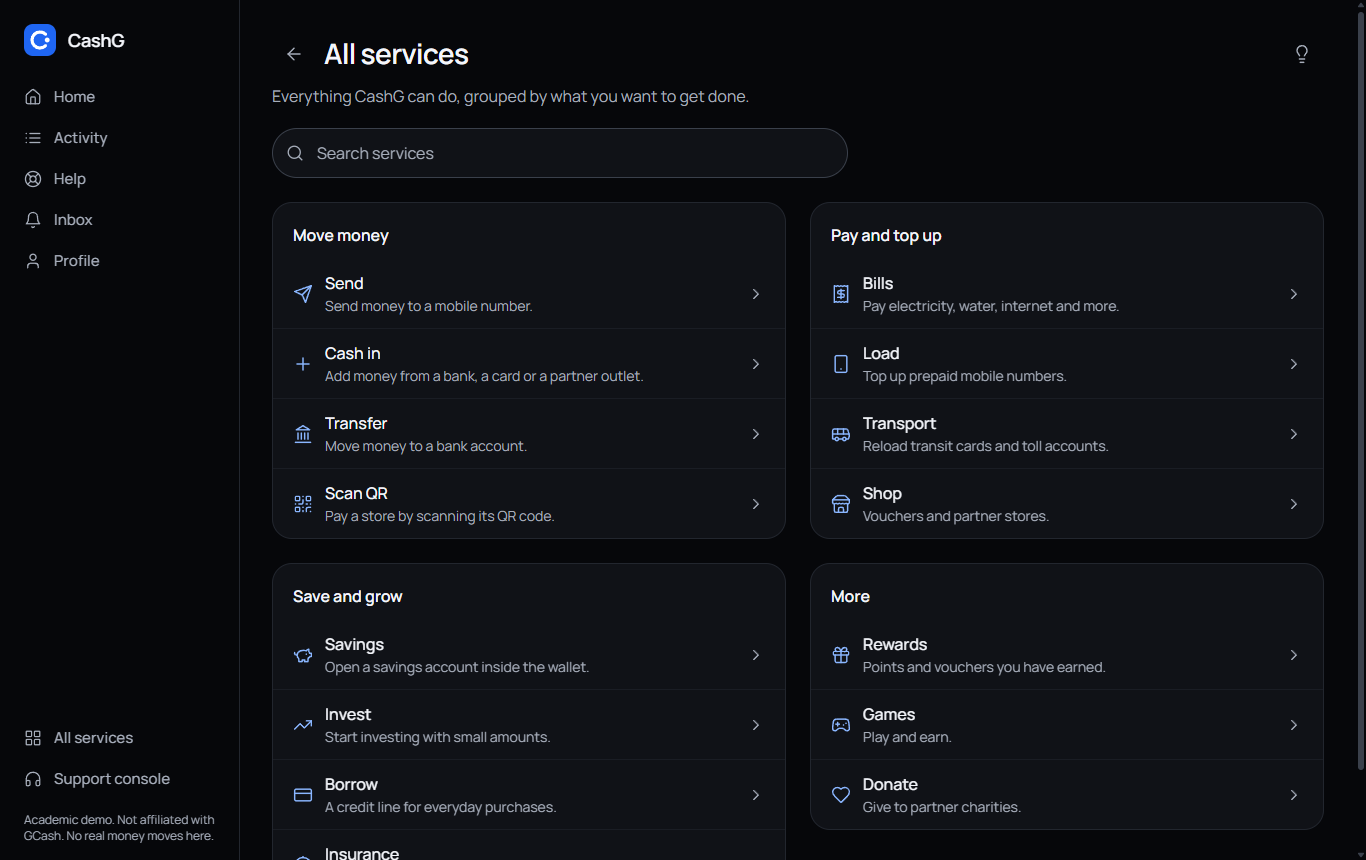 CashG
Home
Activity
Help
Inbox
Profile
All services
Support console
Academic demo. Not affiliated with
GCash. No real money moves here.
All services
Everything CashG can do, grouped by what you want to get done.
Search services
Move money
Send
Send money to a mobile number.
Cash in
Add money from a bank, a card or a partner outlet.
Transfer
Move money to a bank account.
Scan QR
Pay a store by scanning its QR code.
Pay and top up
Bills
Pay electricity, water, internet and more.
Load
Top up prepaid mobile numbers.
Transport
Reload transit cards and toll accounts.
Shop
Vouchers and partner stores.
Save and grow
Savings
Open a savings account inside the wallet.
Invest
Start investing with small amounts.
Borrow
A credit line for everyday purchases.
Insurance
More
Rewards
Points and vouchers you have earned.
Games
Play and earn.
Donate
Give to partner charities.